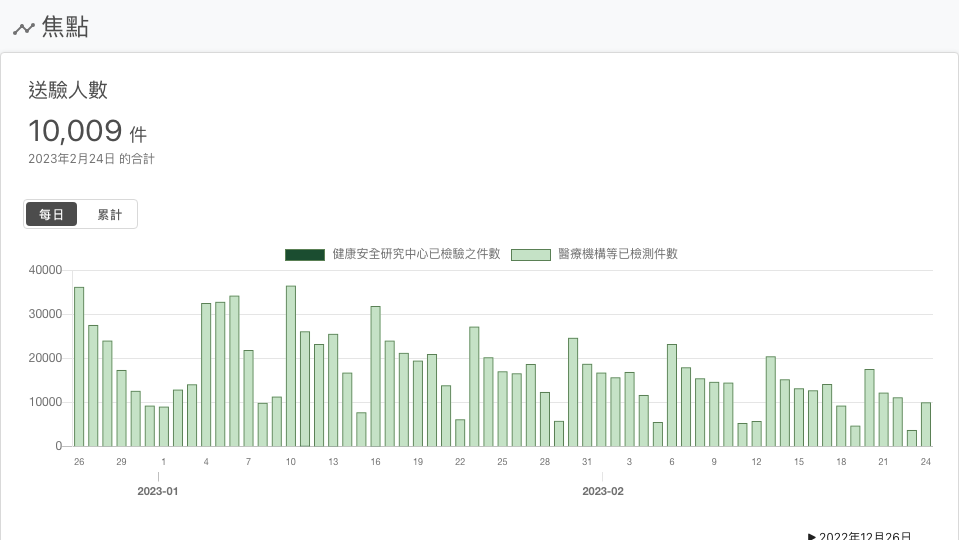 焦點
送驗人數
10,009 件
2023年2月24日 的合計
每日 累計
健康安全研究中心已檢驗之件數 醫療機構等已檢測件數
40000
30000
20000
10000
0
26 29 1 4 7 10 13 16 19 22 25 28 31 3 6 9 12 15 18 21 24
2023-01 2023-02
▶ 2022年12月26日